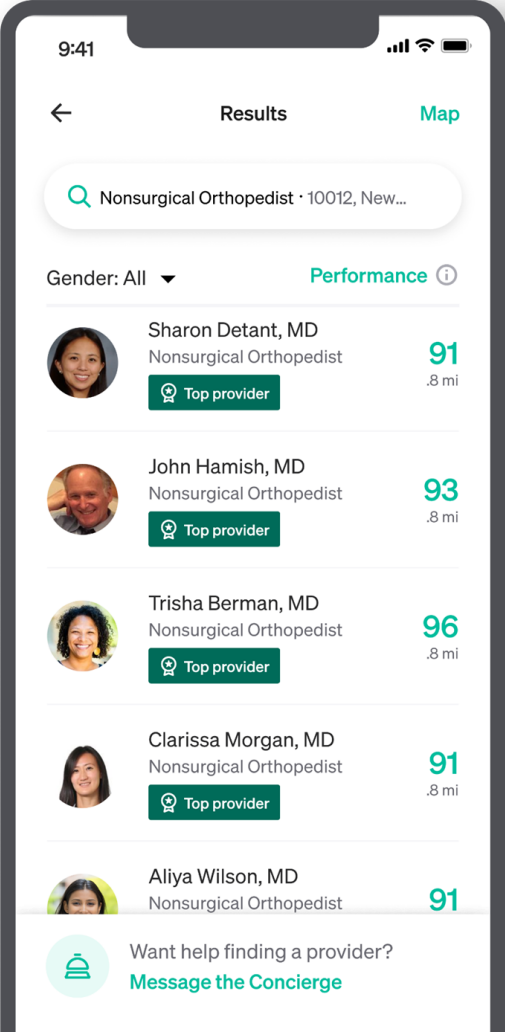 9:41
Results
Map
Nonsurgical Orthopedist · 10012, New...
Gender: All
Performance
Sharon Detant, MD
Nonsurgical Orthopedist
91
Top provider
.8 mi
John Hamish, MD
Nonsurgical Orthopedist
93
Top provider
.8 mi
Trisha Berman, MD
Nonsurgical Orthopedist
96
Top provider
.8 mi
Clarissa Morgan, MD
Nonsurgical Orthopedist
91
Top provider
.8 mi
Aliya Wilson, MD
Nonsurgical Orthopedist
91
Want help finding a provider?
Message the Concierge